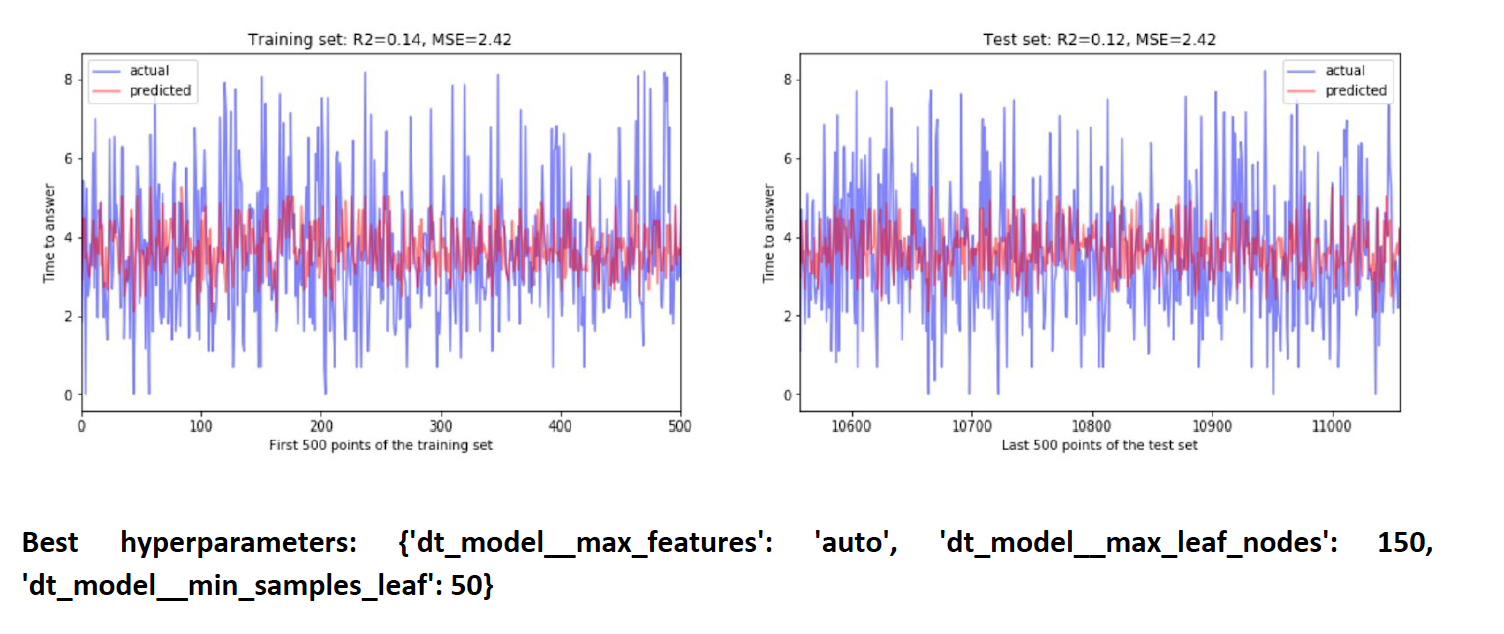 Training set: R2=0.14, MSE=2.42
actual
predicted
8
6
4
2
0
Time to answer
0 100 200 300 400 500
First 500 points of the training set
Test set: R2=0.12, MSE=2.42
actual
predicted
8
6
4
2
0
Time to answer
10600 10700 10800 10900 11000
Last 500 points of the test set
Best hyperparameters: {'dt_model__max_features': 'auto', 'dt_model__max_leaf_nodes': 150,
'dt_model__min_samples_leaf': 50}